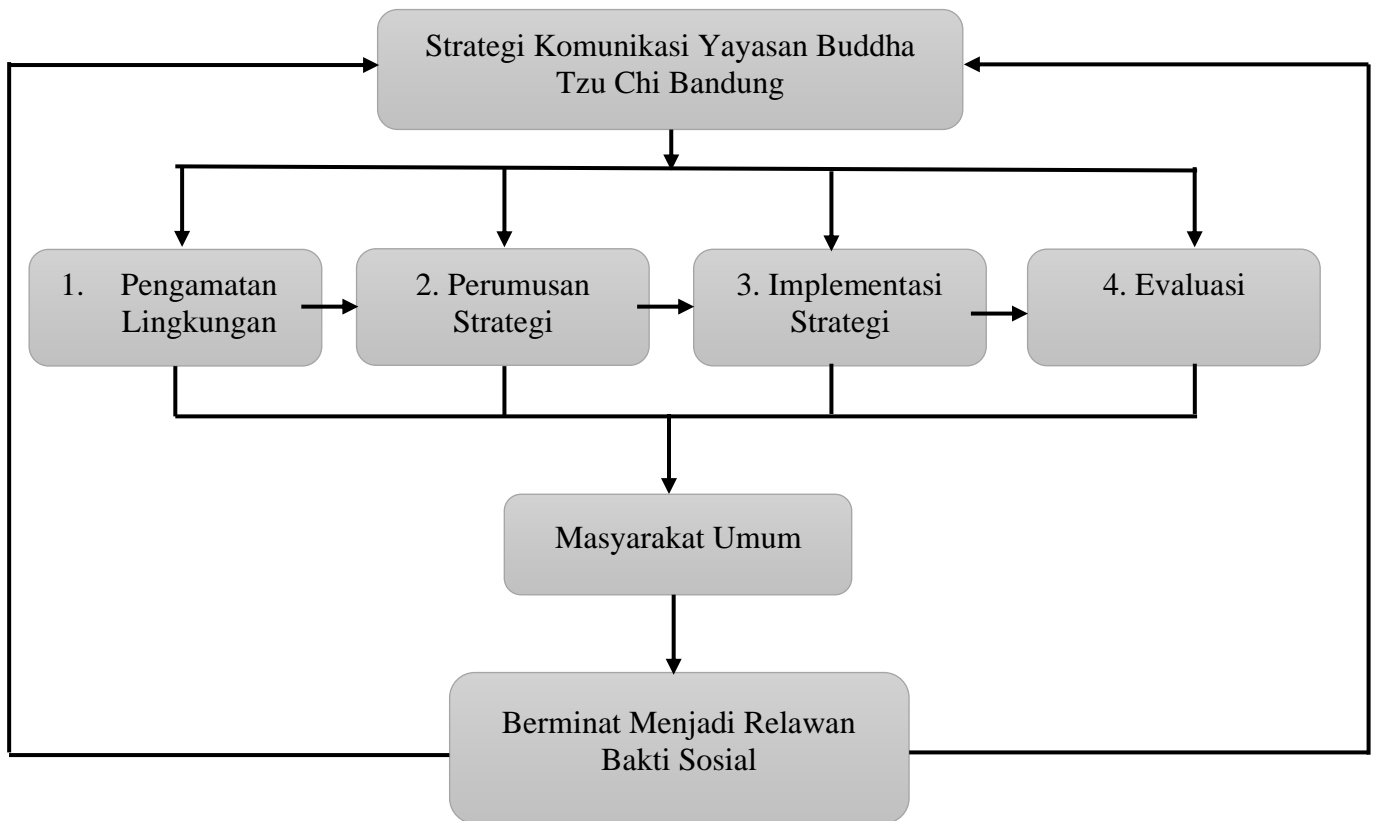 Strategi Komunikasi Yayasan Buddha
Tzu Chi Bandung
1. Pengamatan
Lingkungan
2. Perumusan
Strategi
3. Implementasi
Strategi
4. Evaluasi
Masyarakat Umum
Berminat Menjadi Relawan
Bakti Sosial